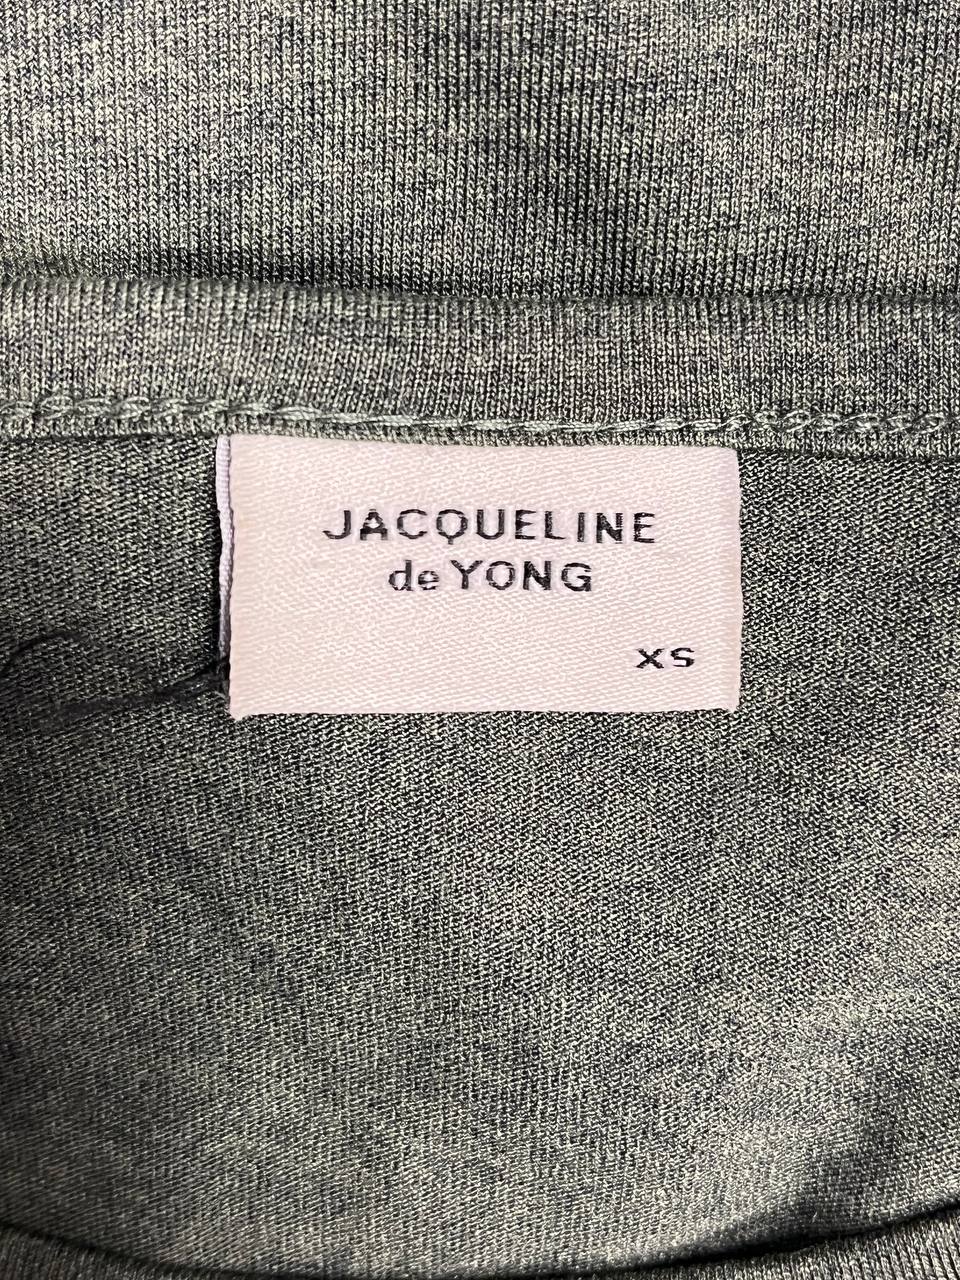 JACQUELINE
de YONG
XS